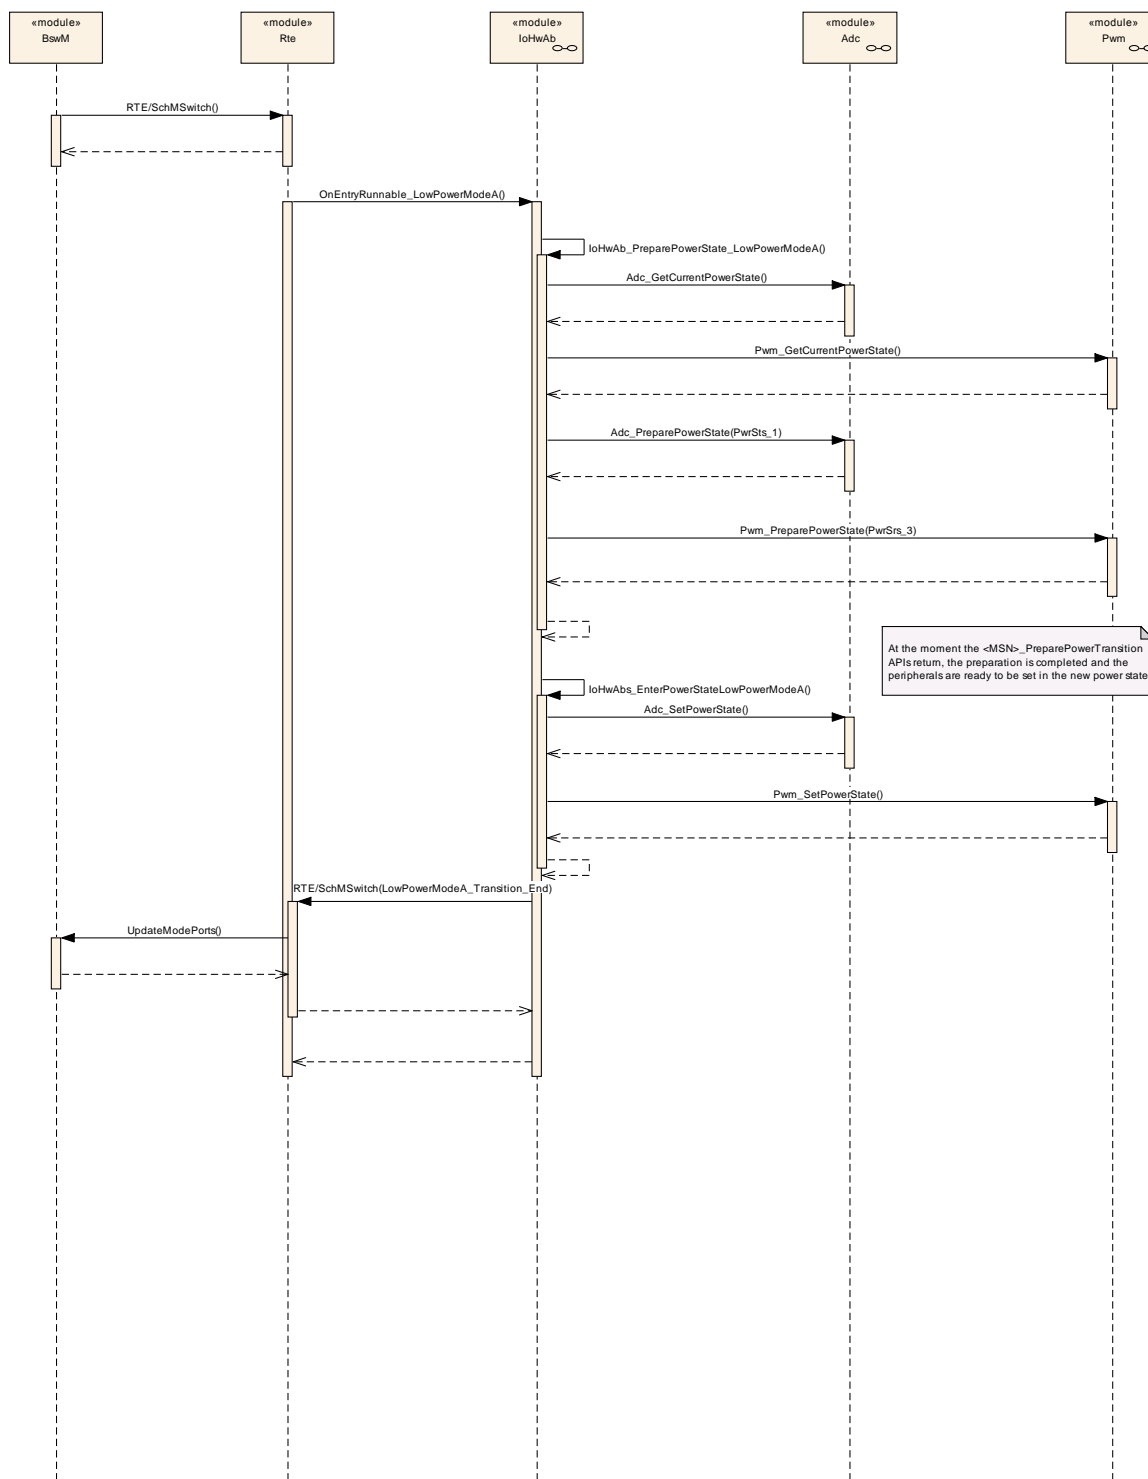 «module»
BswM
«module»
Rte
«module»
IoHwAb
«module»
Adc
«module»
Pwm
RTE/SchMSwitch()
OnEntryRunnable_LowPowerModeA()
IoHwAb_PreparePowerState_LowPowerModeA()
Adc_GetCurrentPowerState()
Pwm_GetCurrentPowerState()
Adc_PreparePowerState(PwrSts_1)
Pwm_PreparePowerState(PwrSrs_3)
At the moment the <MSN>_PreparePowerTransition
APIs return, the preparation is completed and the
peripherals are ready to be set in the new power state
IoHwAbs_EnterPowerStateLowPowerModeA()
Adc_SetPowerState()
Pwm_SetPowerState()
RTE/SchMSwitch(LowPowerModeA_Transition_End)
UpdateModePorts()